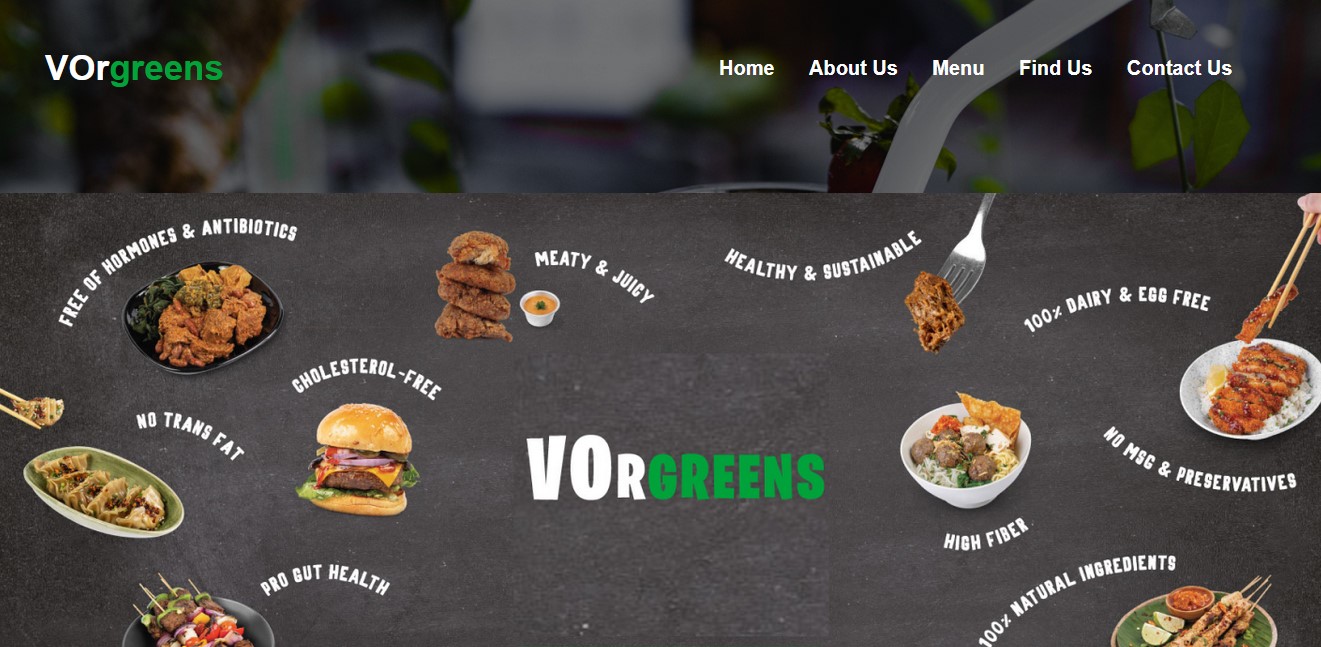 VOrgreens
Home
About Us
Menu
Find Us
Contact Us
FREE OF HORMONES & ANTIBIOTICS
MEATY & JUICY
HEALTHY & SUSTAINABLE
100% DAIRY & EGG FREE
CHOLESTEROL-FREE
NO TRANS FAT
VORGREENS
NO MSG & PRESERVATIVES
HIGH FIBER
PRO GUT HEALTH
100% NATURAL INGREDIENTS